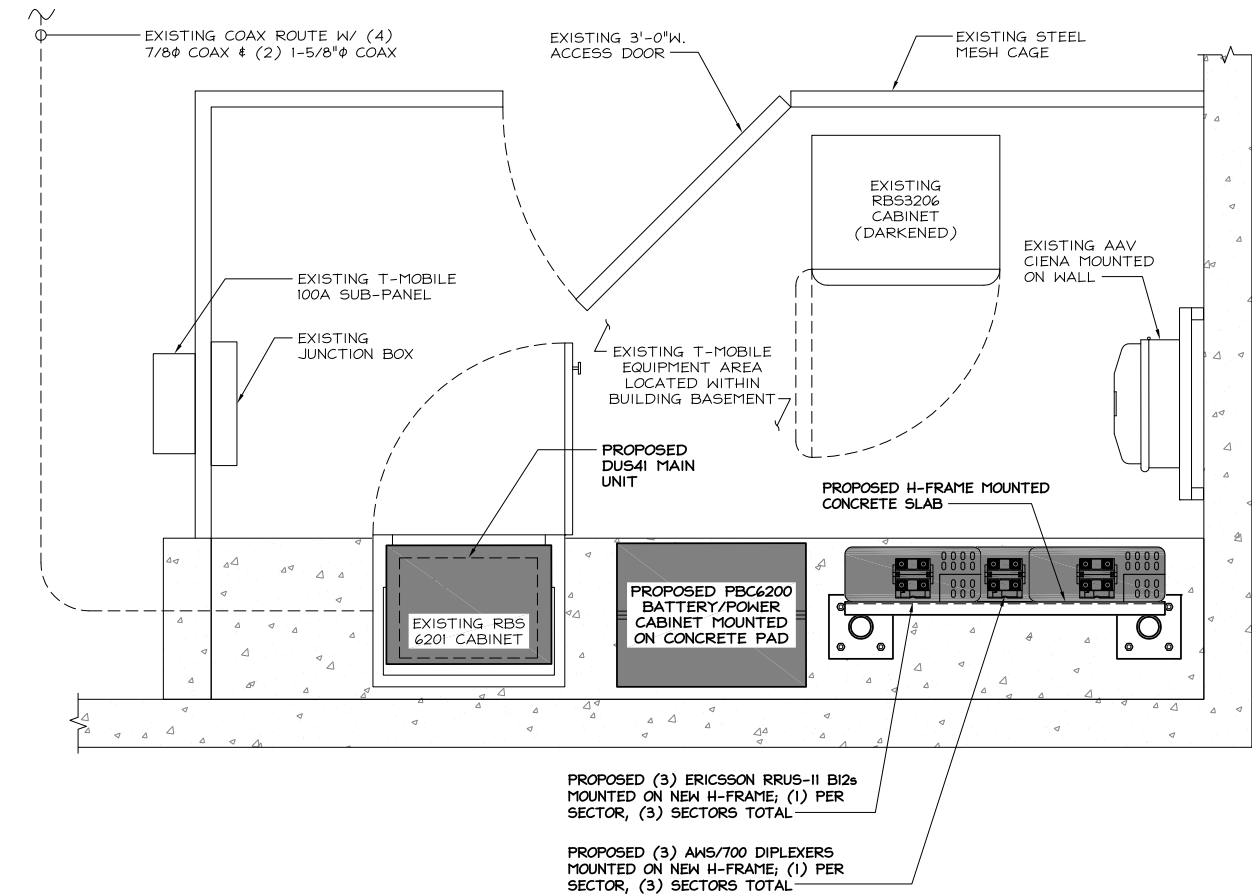 EXISTING COAX ROUTE W/ (4)
7/8Φ COAX & (2) 1-5/8"Φ COAX
EXISTING 3'-0"W.
ACCESS DOOR
EXISTING STEEL
MESH CAGE
EXISTING
RBS3206
CABINET
(DARKENED)
EXISTING AAV
CIENA MOUNTED
ON WALL
EXISTING T-MOBILE
100A SUB-PANEL
EXISTING
JUNCTION BOX
EXISTING T-MOBILE
EQUIPMENT AREA
LOCATED WITHIN
BUILDING BASEMENT
PROPOSED
DUS41 MAIN
UNIT
PROPOSED H-FRAME MOUNTED
CONCRETE SLAB
EXISTING RBS
6201 CABINET
PROPOSED PBC6200
BATTERY/POWER
CABINET MOUNTED
ON CONCRETE PAD
PROPOSED (3) ERICSSON RRUS-11 B12s
MOUNTED ON NEW H-FRAME; (1) PER
SECTOR, (3) SECTORS TOTAL
PROPOSED (3) AWS/700 DIPLEXERS
MOUNTED ON NEW H-FRAME; (1) PER
SECTOR, (3) SECTORS TOTAL